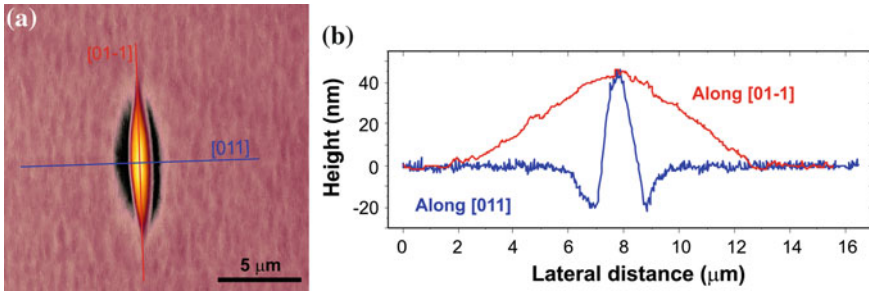 (a)
[01-1]
[011]
5 μm
(b)
Height (nm)
40
20
0
-20
Along [01-1]
Along [011]
0 2 4 6 8 10 12 14 16
Lateral distance (μm)